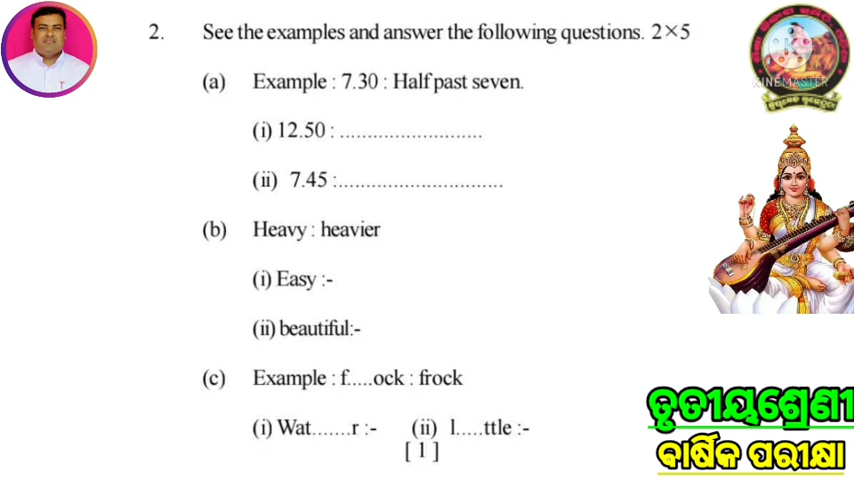 2. See the examples and answer the following questions. 2×5
(a) Example : 7.30 : Half past seven.
(i) 12.50 : ..........................
(ii) 7.45 :..............................
(b) Heavy : heavier
(i) Easy :-
(ii) beautiful:-
(c) Example : f.....ock : frock
(i) Wat.......r :- (ii) l.....ttle :-
[ 1 ]
KINEMASTER
ତୃତୀୟଶ୍ରେଣୀ
ବାର୍ଷିକ ପରୀକ୍ଷା